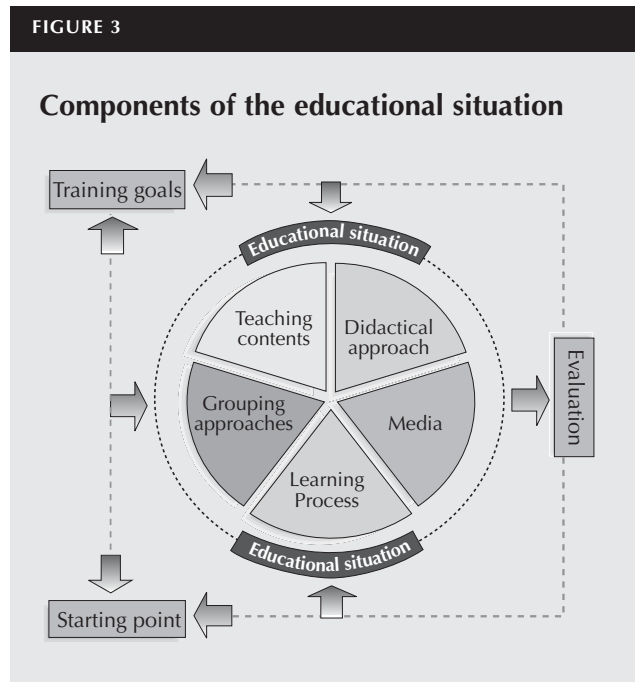 FIGURE 3
Components of the educational situation
Training goals
Educational situation
Teaching
contents
Didactical
approach
Grouping
approaches
Media
Evaluation
Learning
Process
Educational situation
Starting point